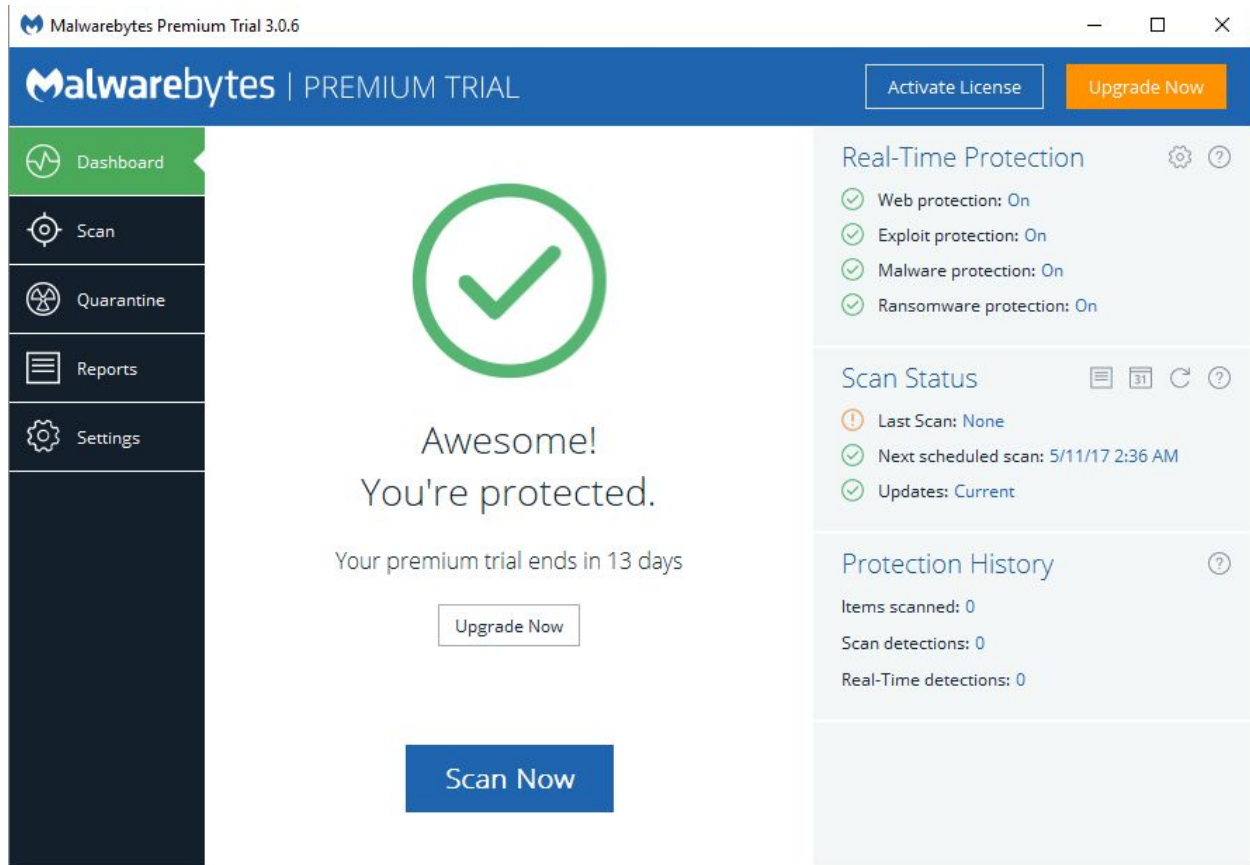 Malwarebytes Premium Trial 3.0.6
Malwarebytes | PREMIUM TRIAL
Activate License
Upgrade Now
Dashboard
Scan
Quarantine
Reports
Settings
Awesome!
You're protected.
Your premium trial ends in 13 days
Upgrade Now
Scan Now
Real-Time Protection
Web protection: On
Exploit protection: On
Malware protection: On
Ransomware protection: On
Scan Status
31
Last Scan: None
Next scheduled scan: 5/11/17 2:36 AM
Updates: Current
Protection History
Items scanned: 0
Scan detections: 0
Real-Time detections: 0